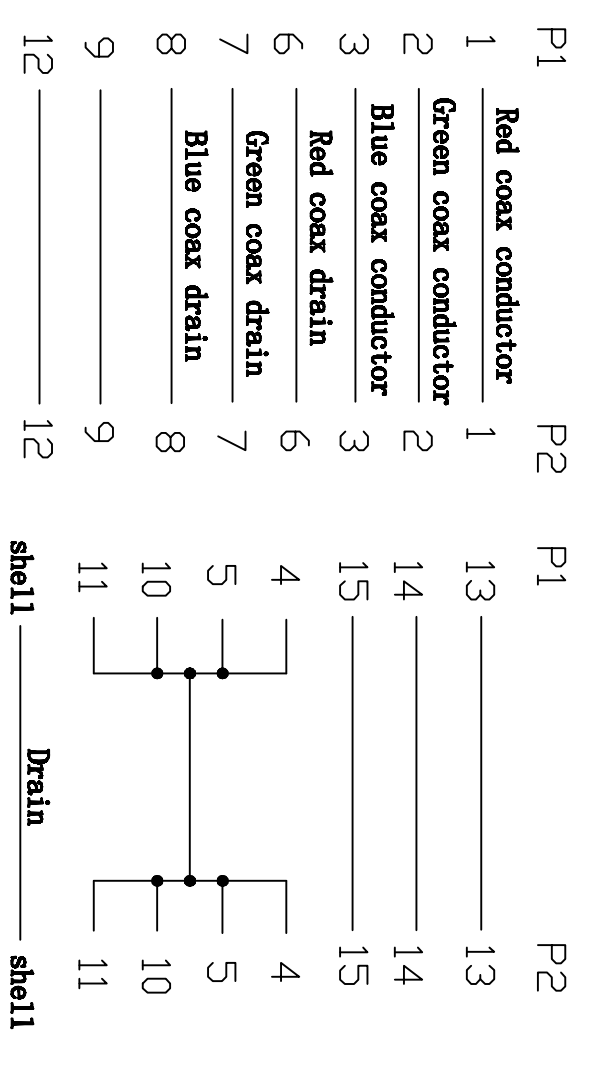 P1 P2
Red coax conductor
1 1
Green coax conductor
2 2
Blue coax conductor
3 3
Red coax drain
6 6
Green coax drain
7 7
Blue coax drain
8 8
9 9
12 12
P1 P2
13 13
14 14
15 15
4 4
5 5
10 10
11 11
Drain
shell shell